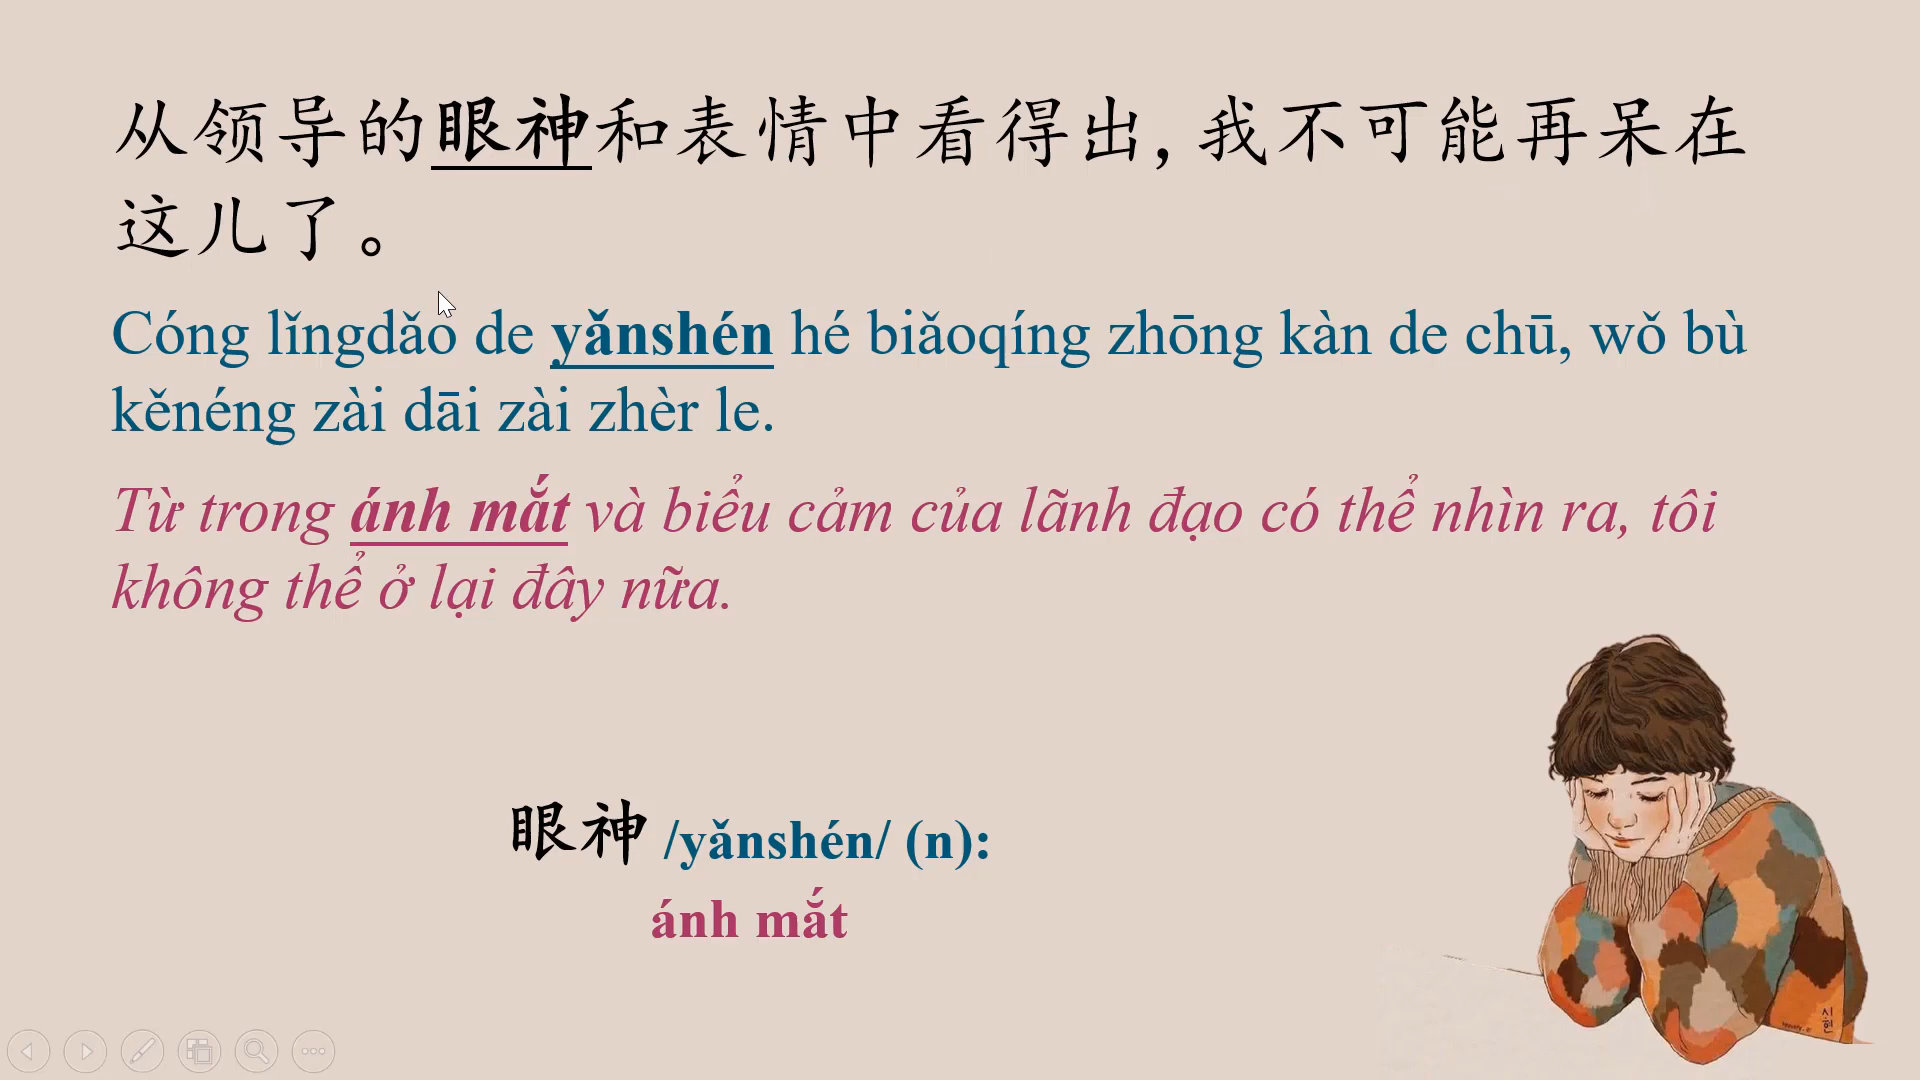 从领导的眼神和表情中看得出,我不可能再呆在
这儿了。
Cóng lǐngdǎo de yǎnshén hé biǎoqíng zhōng kàn de chū, wǒ bù
kěnéng zài dāi zài zhèr le.
Từ trong ánh mắt và biểu cảm của lãnh đạo có thể nhìn ra, tôi
không thể ở lại đây nữa.
眼神 /yǎnshén/ (n):
ánh mắt
신
현